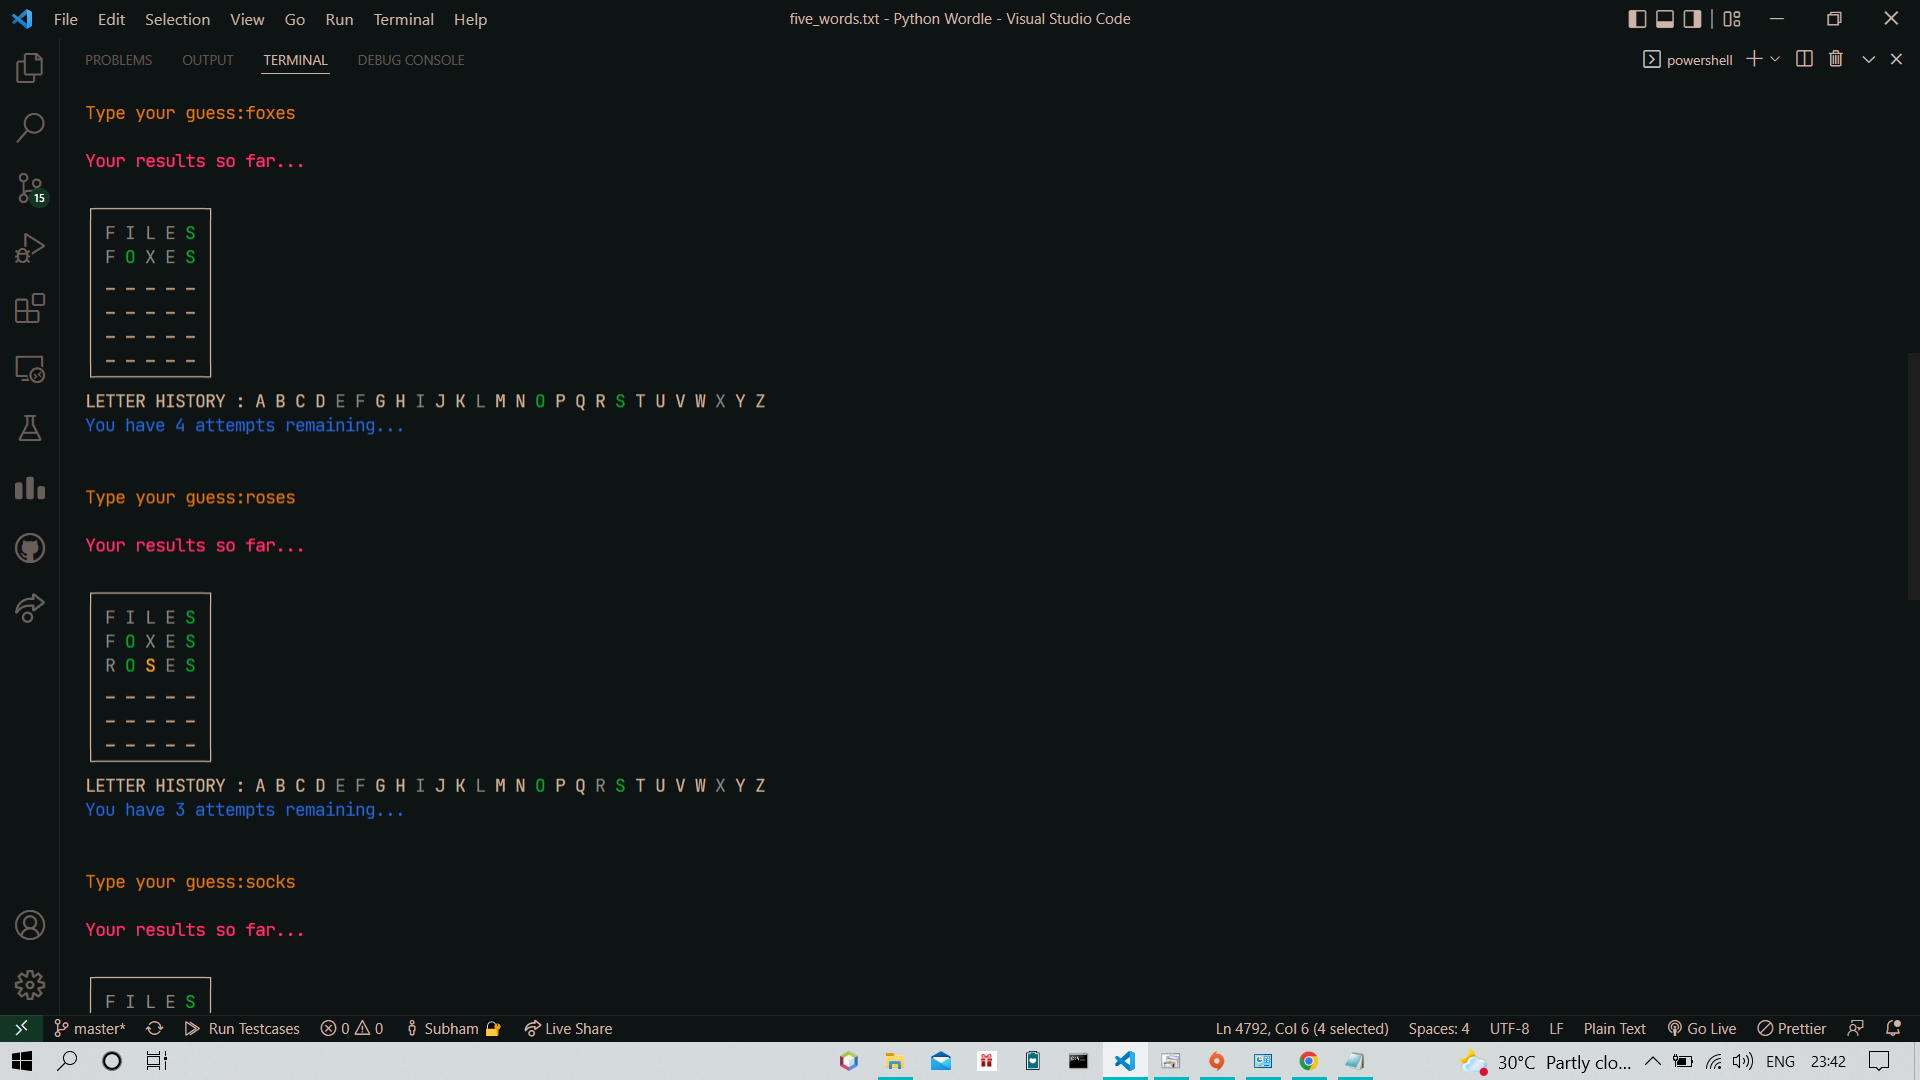 File Edit Selection View Go Run Terminal Help
five_words.txt - Python Wordle - Visual Studio Code
PROBLEMS OUTPUT TERMINAL DEBUG CONSOLE
powershell
15
Type your guess:foxes
Your results so far...
F I L E S
F O X E S
- - - - -
- - - - -
- - - - -
- - - - -
LETTER HISTORY : A B C D E F G H I J K L M N O P Q R S T U V W X Y Z
You have 4 attempts remaining...
Type your guess:roses
Your results so far...
F I L E S
F O X E S
R O S E S
- - - - -
- - - - -
- - - - -
LETTER HISTORY : A B C D E F G H I J K L M N O P Q R S T U V W X Y Z
You have 3 attempts remaining...
Type your guess:socks
Your results so far...
F I L E S
master* Run Testcases 0 0 Subham Live Share
Ln 4792, Col 6 (4 selected) Spaces: 4 UTF-8 LF Plain Text Go Live Prettier
30°C Partly clo... ENG 23:42